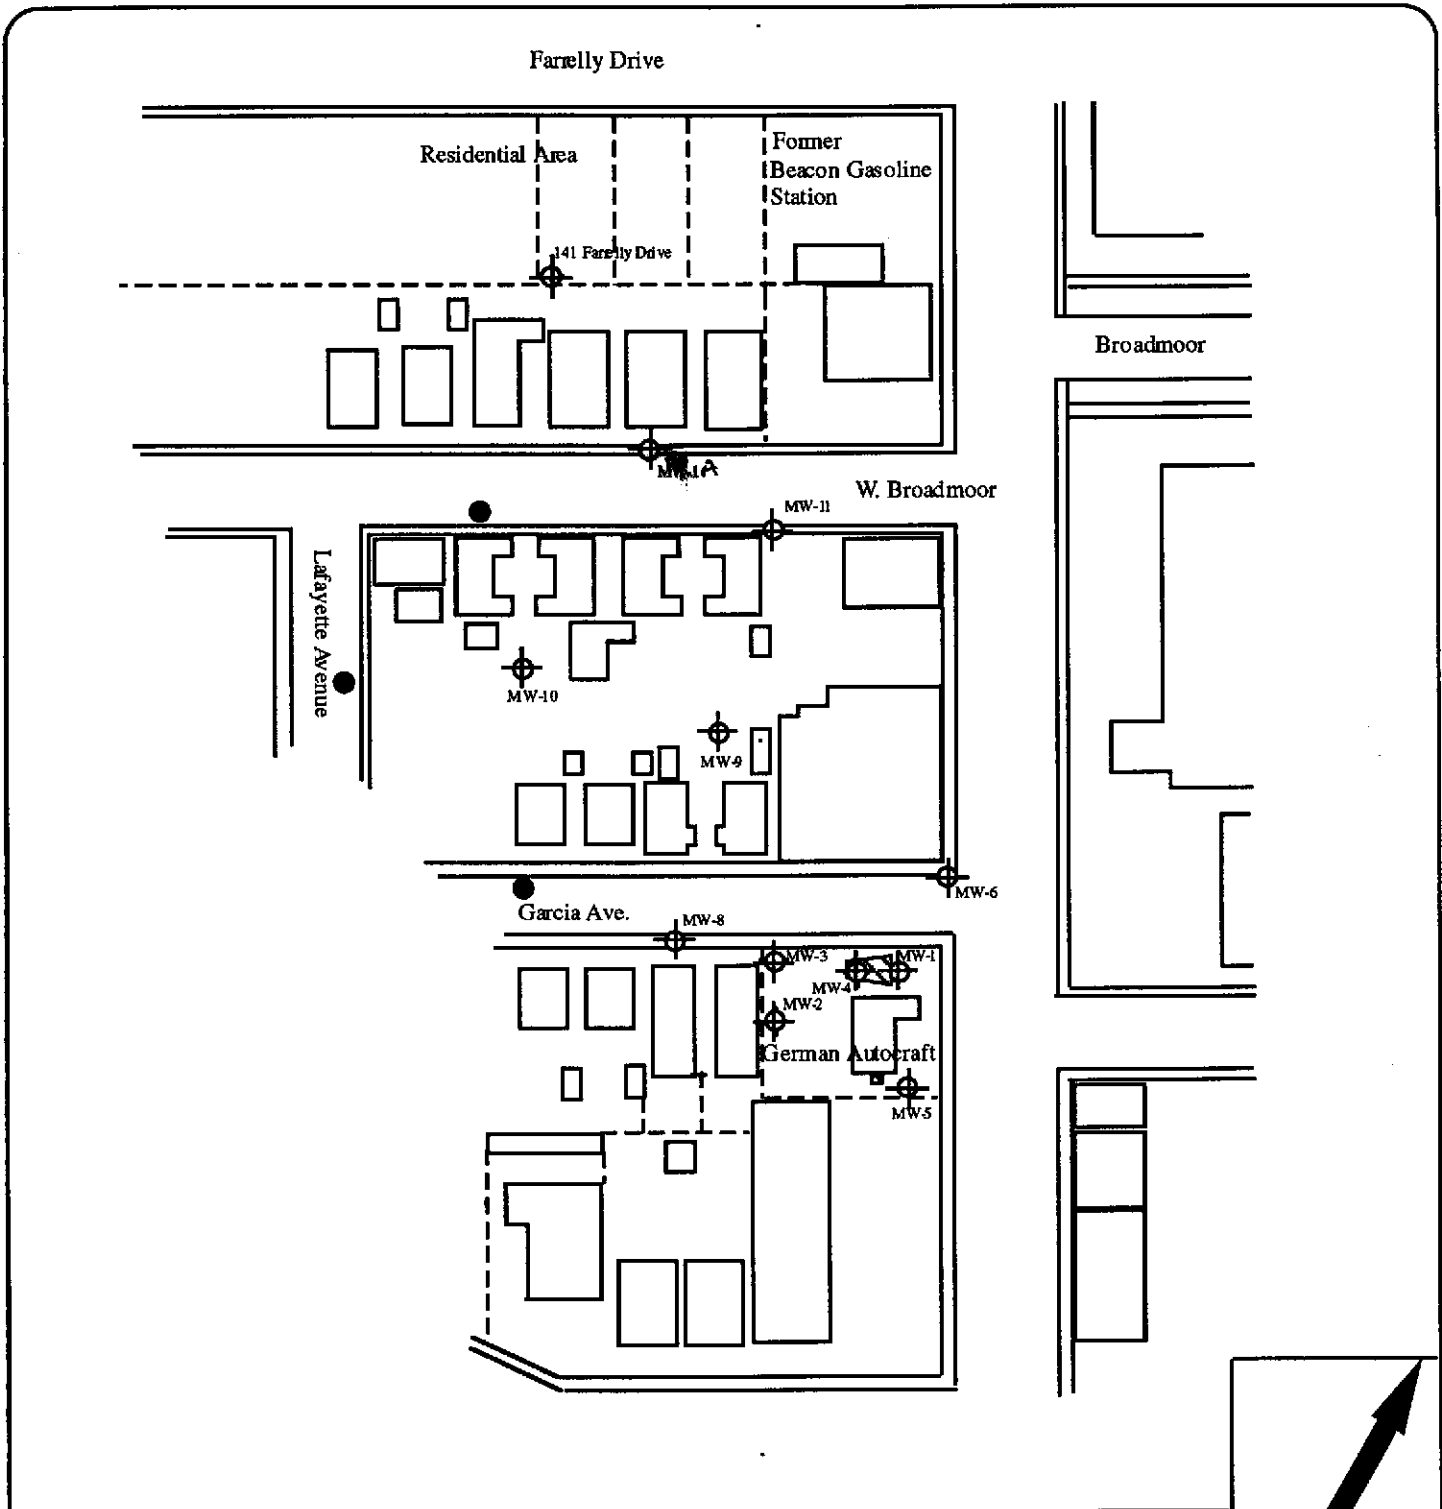 Farrelly Drive
Residential Area
Former
Beacon Gasoline
Station
141 Farrelly Drive
Broadmoor
W. Broadmoor
MW-11
Lafayette Avenue
MW-10
MW-9
MW-6
Garcia Ave.
MW-8
MW-3
MW-1
MW-4
MW-2
German Autocraft
MW-5